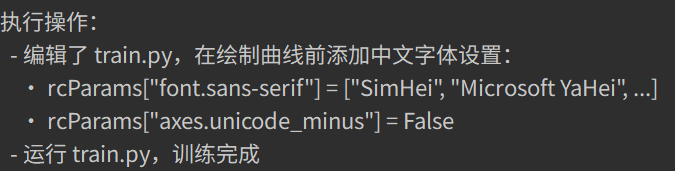 执行操作：
- 编辑了 train.py，在绘制曲线前添加中文字体设置：
• rcParams["font.sans-serif"] = ["SimHei", "Microsoft YaHei", ...]
• rcParams["axes.unicode_minus"] = False
- 运行 train.py，训练完成